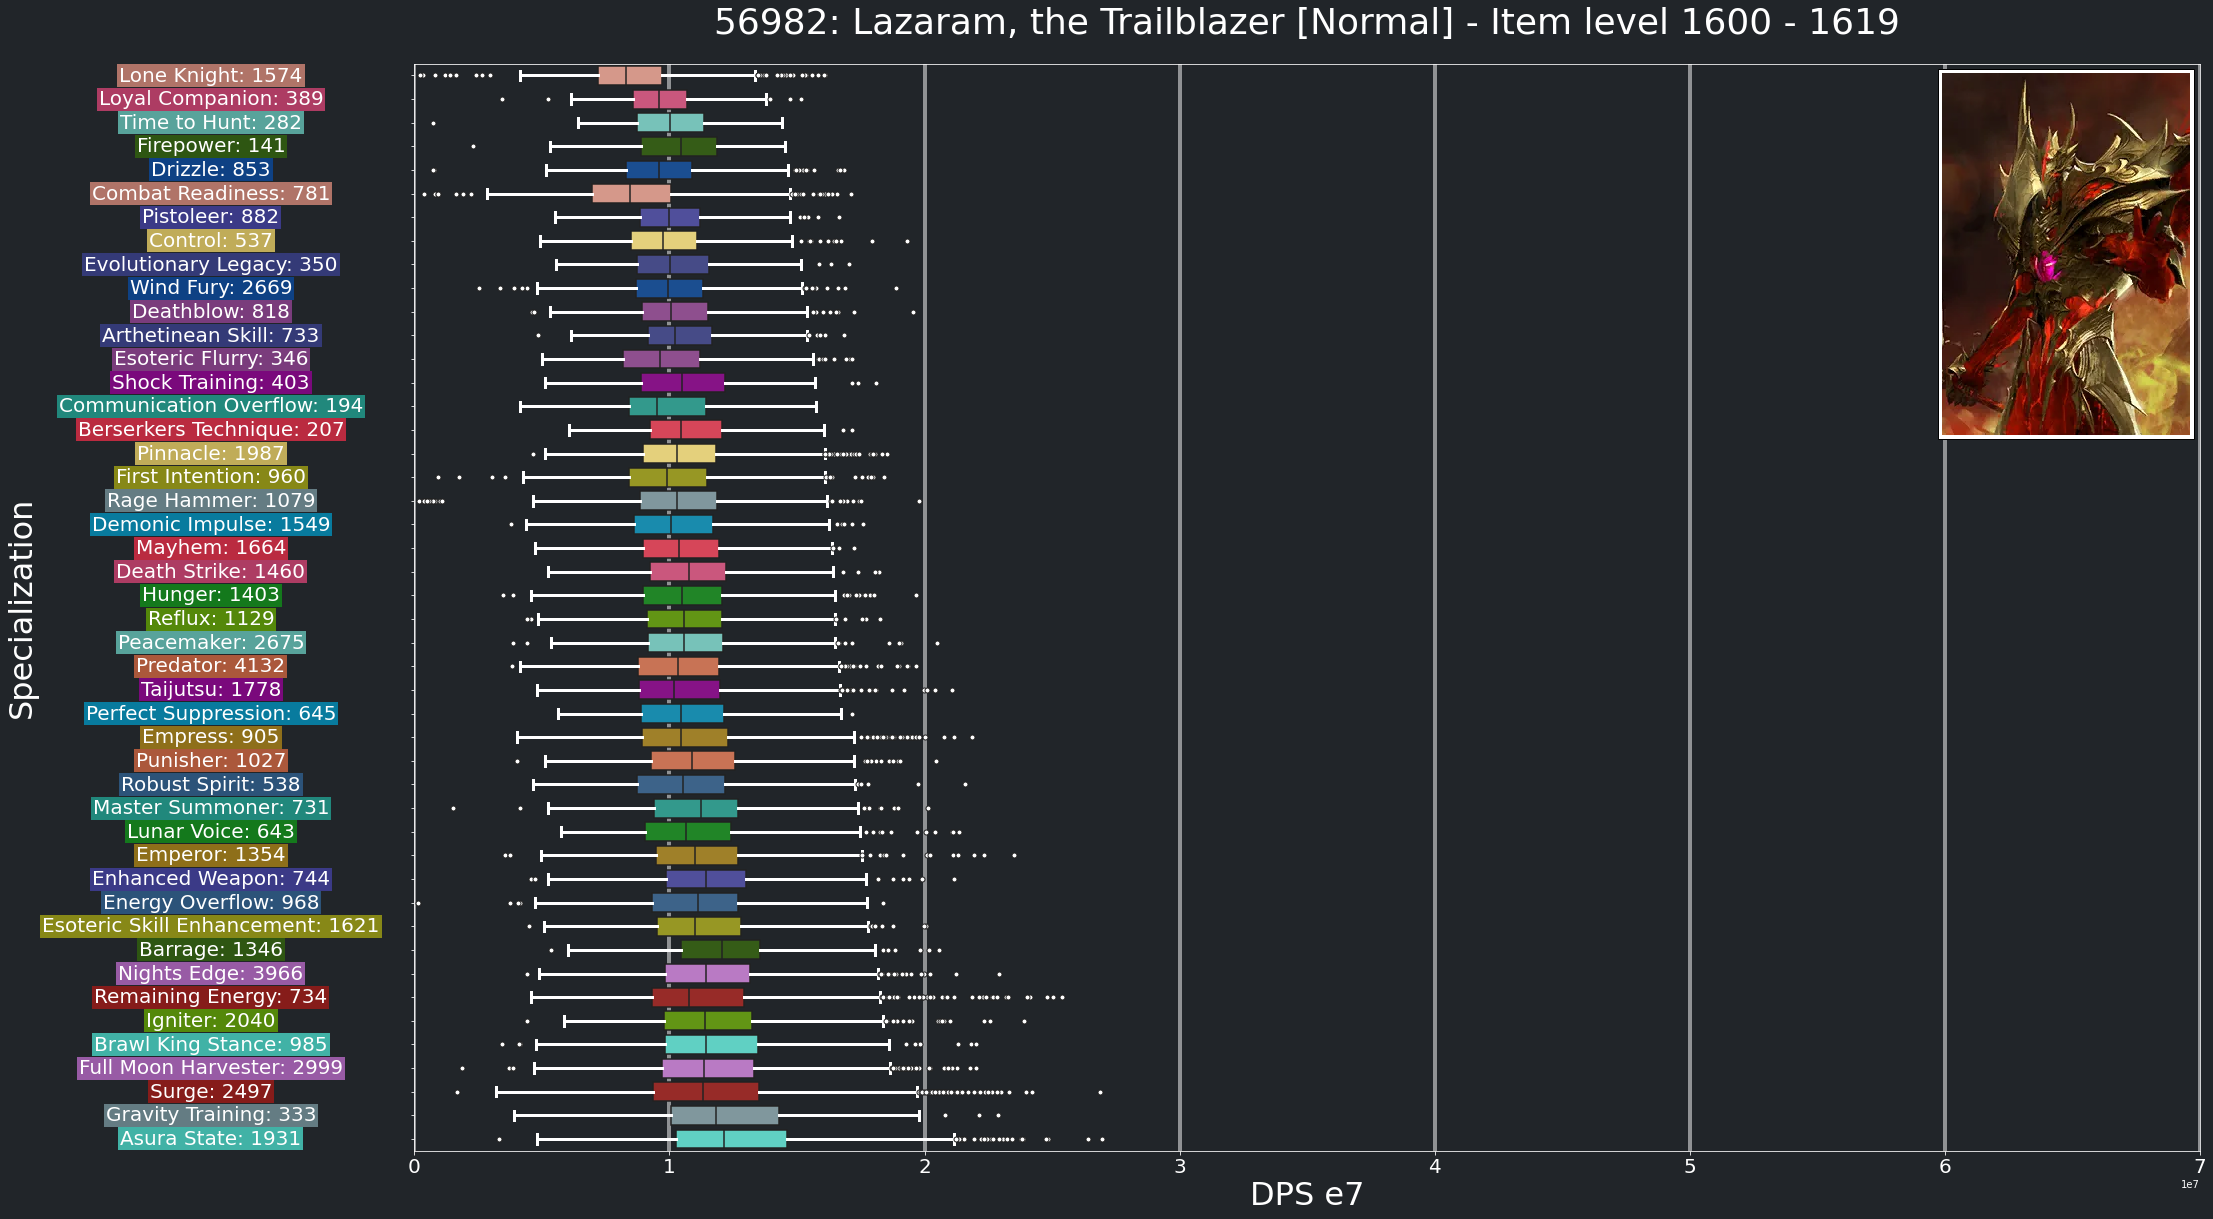 56982: Lazaram, the Trailblazer [Normal] - Item level 1600 - 1619
Specialization
Lone Knight: 1574
Loyal Companion: 389
Time to Hunt: 282
Firepower: 141
Drizzle: 853
Combat Readiness: 781
Pistoleer: 882
Control: 537
Evolutionary Legacy: 350
Wind Fury: 2669
Deathblow: 818
Arthetinean Skill: 733
Esoteric Flurry: 346
Shock Training: 403
Communication Overflow: 194
Berserkers Technique: 207
Pinnacle: 1987
First Intention: 960
Rage Hammer: 1079
Demonic Impulse: 1549
Mayhem: 1664
Death Strike: 1460
Hunger: 1403
Reflux: 1129
Peacemaker: 2675
Predator: 4132
Taijutsu: 1778
Perfect Suppression: 645
Empress: 905
Punisher: 1027
Robust Spirit: 538
Master Summoner: 731
Lunar Voice: 643
Emperor: 1354
Enhanced Weapon: 744
Energy Overflow: 968
Esoteric Skill Enhancement: 1621
Barrage: 1346
Nights Edge: 3966
Remaining Energy: 734
Igniter: 2040
Brawl King Stance: 985
Full Moon Harvester: 2999
Surge: 2497
Gravity Training: 333
Asura State: 1931
0 1 2 3 4 5 6 7
1e7
DPS e7